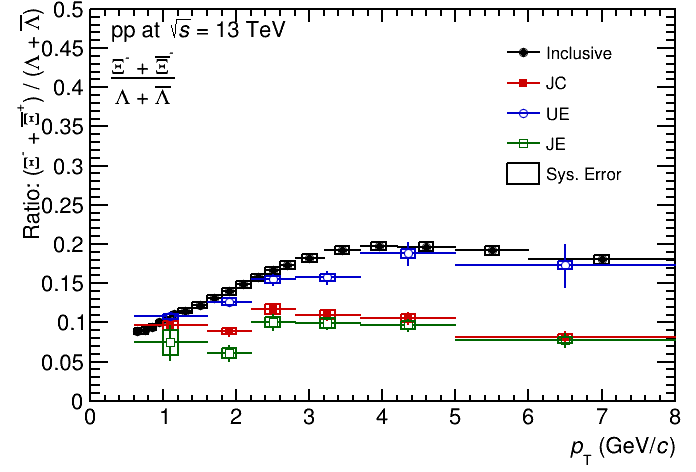 pp at √s = 13 TeV
Ξ⁻ + Ξ̅⁻
Λ + Λ̅
Inclusive
JC
UE
JE
Sys. Error
Ratio: (Ξ⁻ + Ξ̅⁺) / (Λ + Λ̅)
0.5
0.45
0.4
0.35
0.3
0.25
0.2
0.15
0.1
0.05
0
0 1 2 3 4 5 6 7 8
p_T (GeV/c)